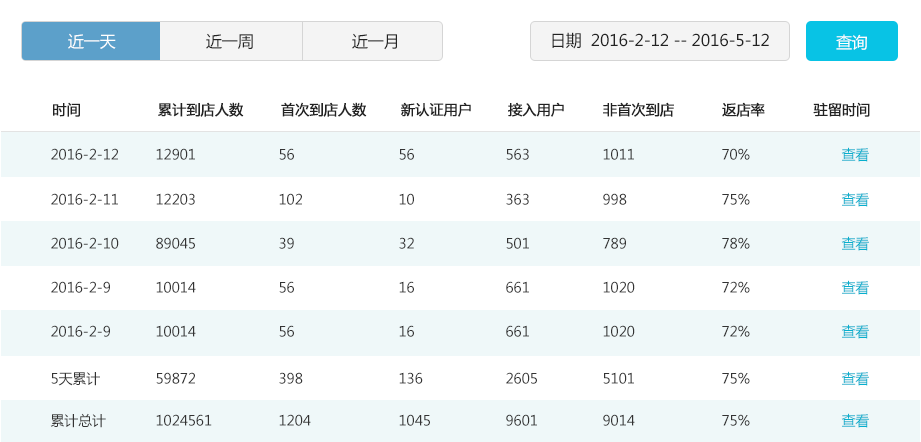 近一天 近一周 近一月 日期 2016-2-12 -- 2016-5-12 查询
时间 累计到店人数 首次到店人数 新认证用户 接入用户 非首次到店 返店率 驻留时间
2016-2-12 12901 56 56 563 1011 70% 查看
2016-2-11 12203 102 10 363 998 75% 查看
2016-2-10 89045 39 32 501 789 78% 查看
2016-2-9 10014 56 16 661 1020 72% 查看
2016-2-9 10014 56 16 661 1020 72% 查看
5天累计 59872 398 136 2605 5101 75% 查看
累计总计 1024561 1204 1045 9601 9014 75% 查看